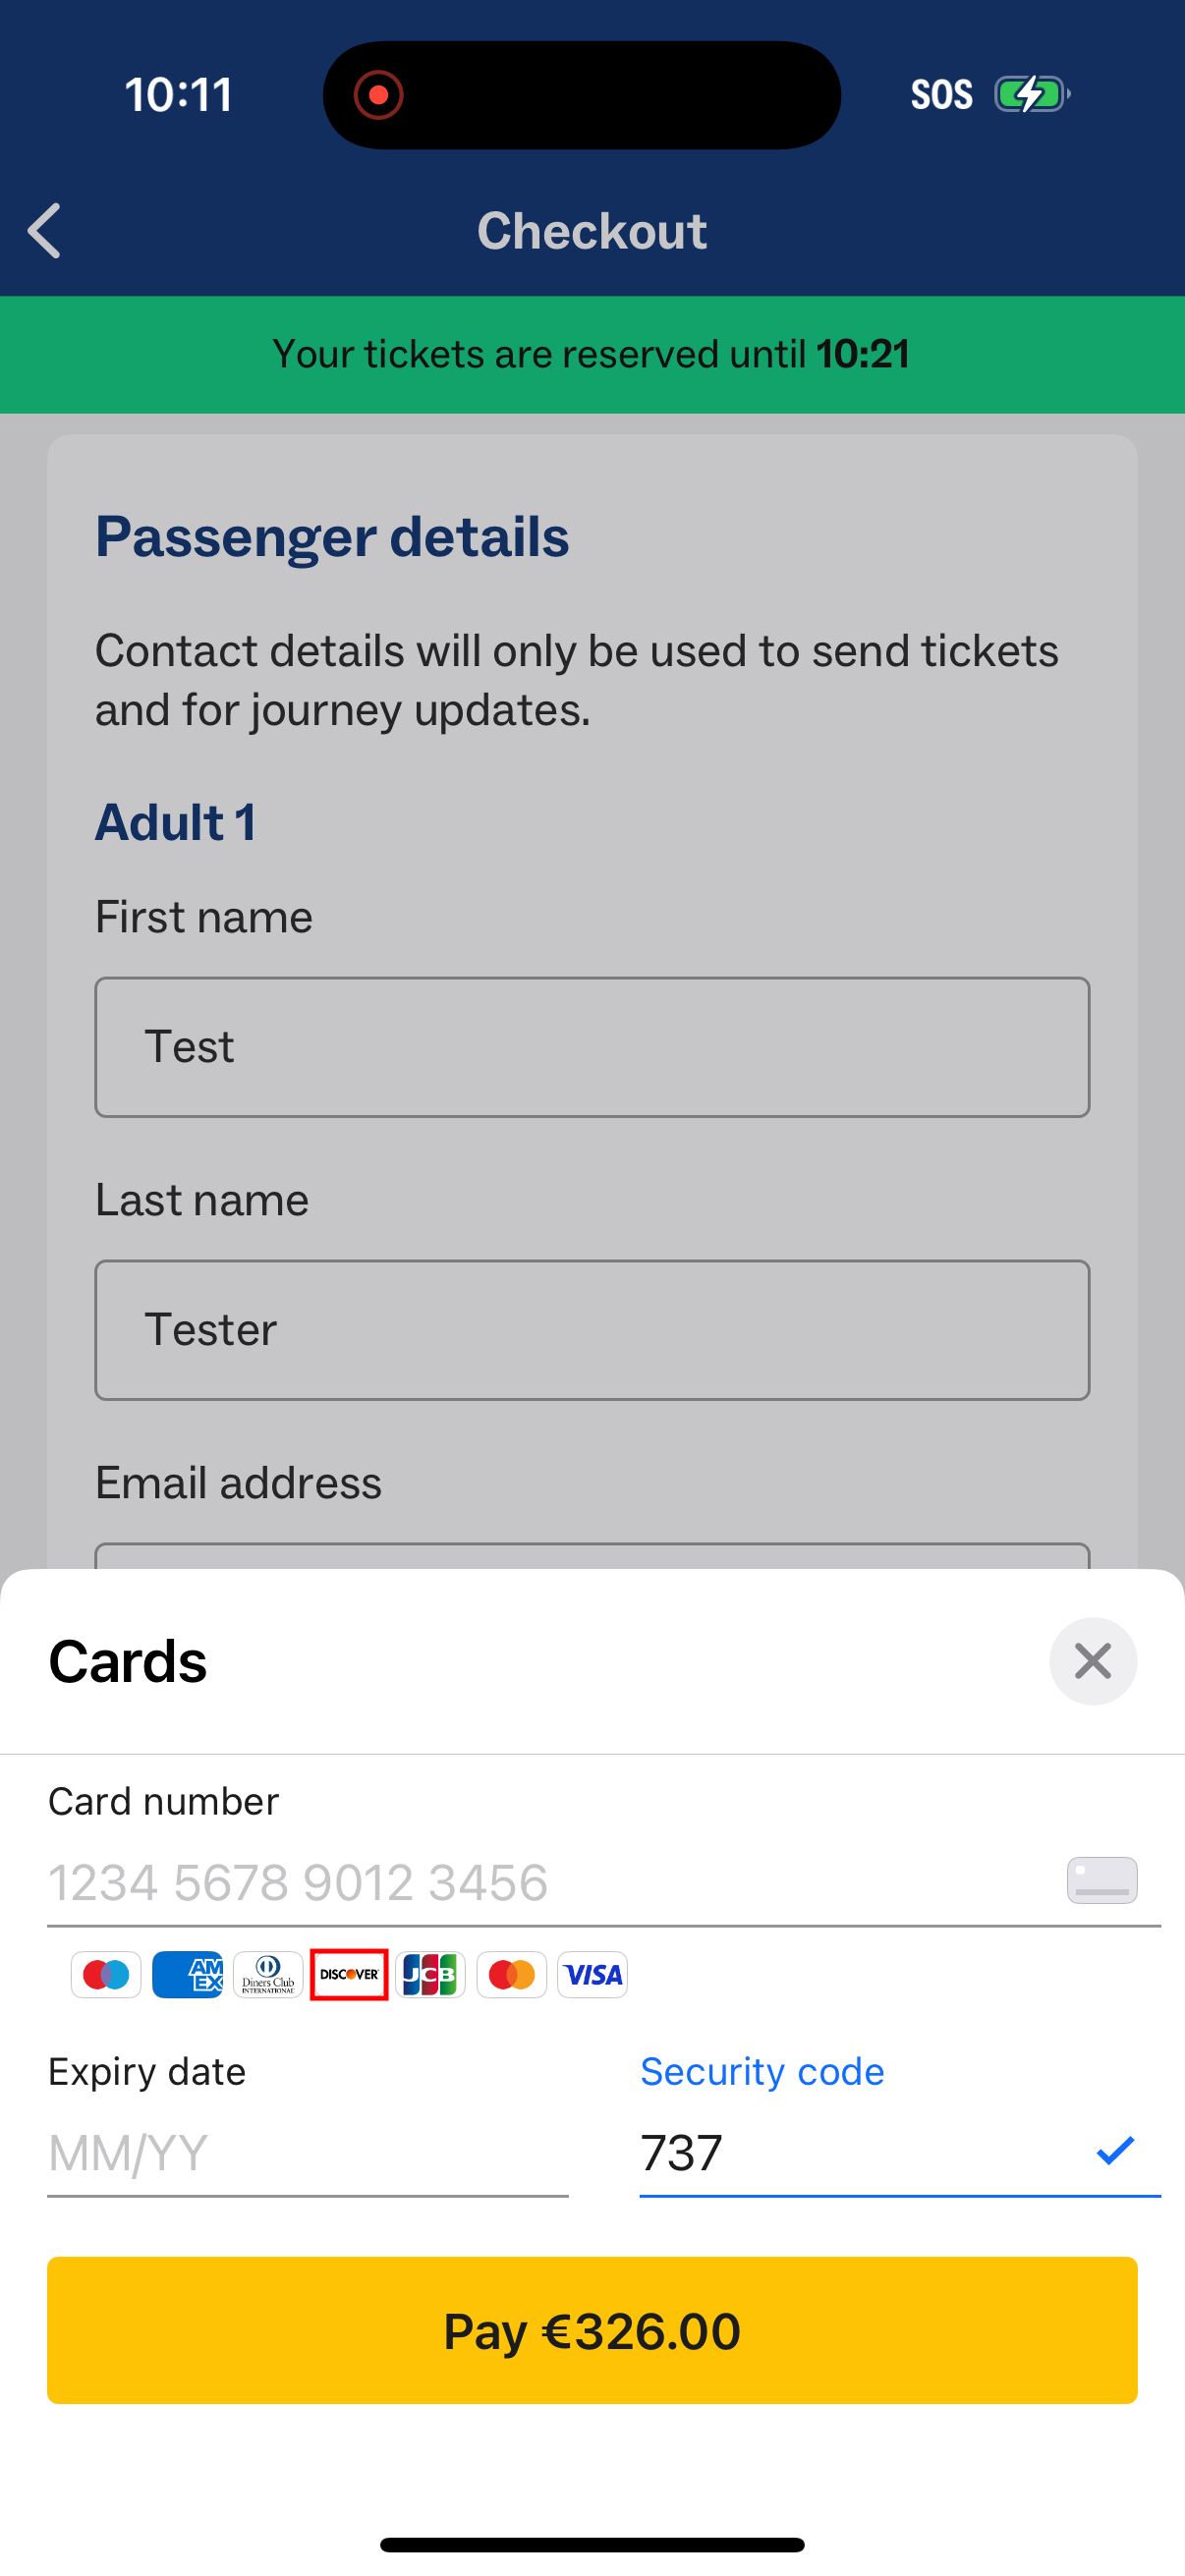 10:11
SOS
Checkout
Your tickets are reserved until 10:21
Passenger details
Contact details will only be used to send tickets
and for journey updates.
Adult 1
First name
Test
Last name
Tester
Email address
Cards
Card number
1234 5678 9012 3456
AM
EX
Diners Club
INTERNATIONAL
DISCOVER
JCB
VISA
Expiry date
Security code
MM/YY
737
Pay €326.00